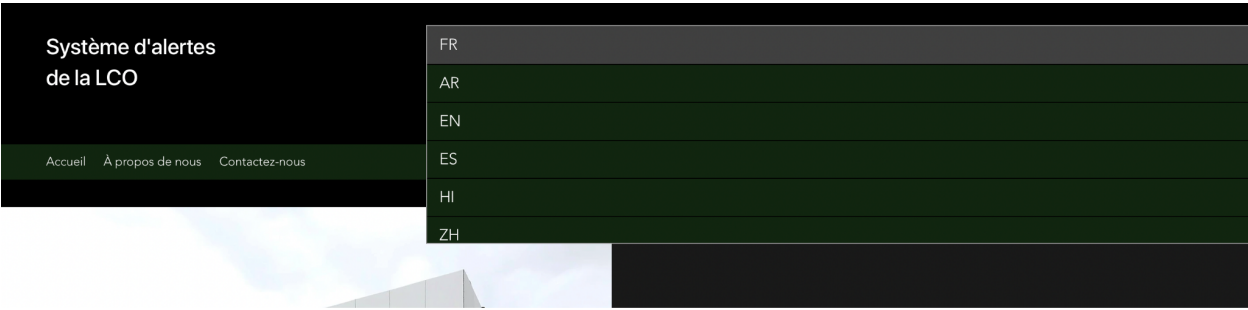 Système d'alertes
de la LCO
Accueil À propos de nous Contactez-nous
FR
AR
EN
ES
HI
ZH